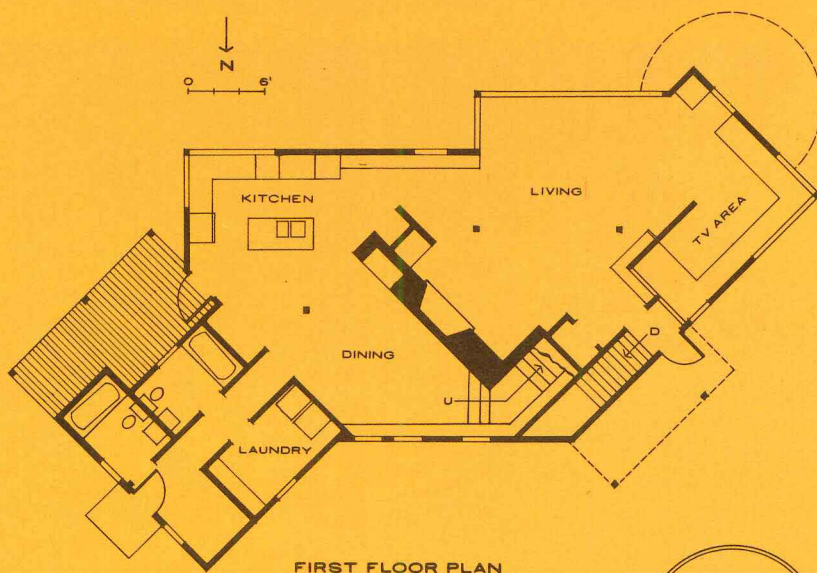 N
0 6'
KITCHEN
LIVING
TV AREA
DINING
D
U
LAUNDRY
FIRST FLOOR PLAN